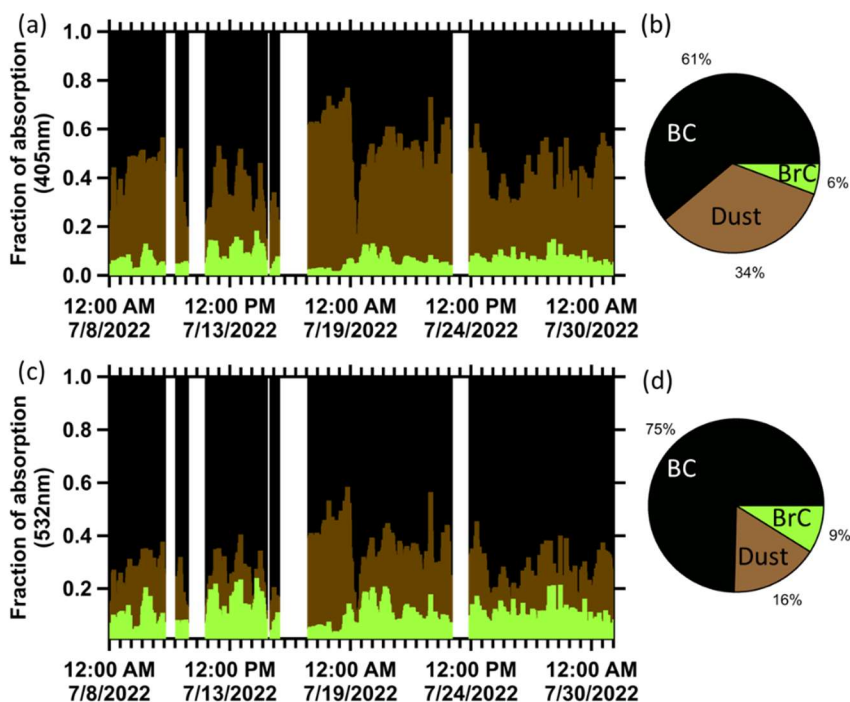 (a)
Fraction of absorption
(405nm)
1.0
0.8
0.6
0.4
0.2
0.0
12:00 AM 12:00 PM 12:00 AM 12:00 PM 12:00 AM
7/8/2022 7/13/2022 7/19/2022 7/24/2022 7/30/2022
(b)
61%
BC
BrC
6%
Dust
34%
(c)
Fraction of absorption
(532nm)
1.0
0.8
0.6
0.4
0.2
12:00 AM 12:00 PM 12:00 AM 12:00 PM 12:00 AM
7/8/2022 7/13/2022 7/19/2022 7/24/2022 7/30/2022
(d)
75%
BC
BrC
9%
Dust
16%